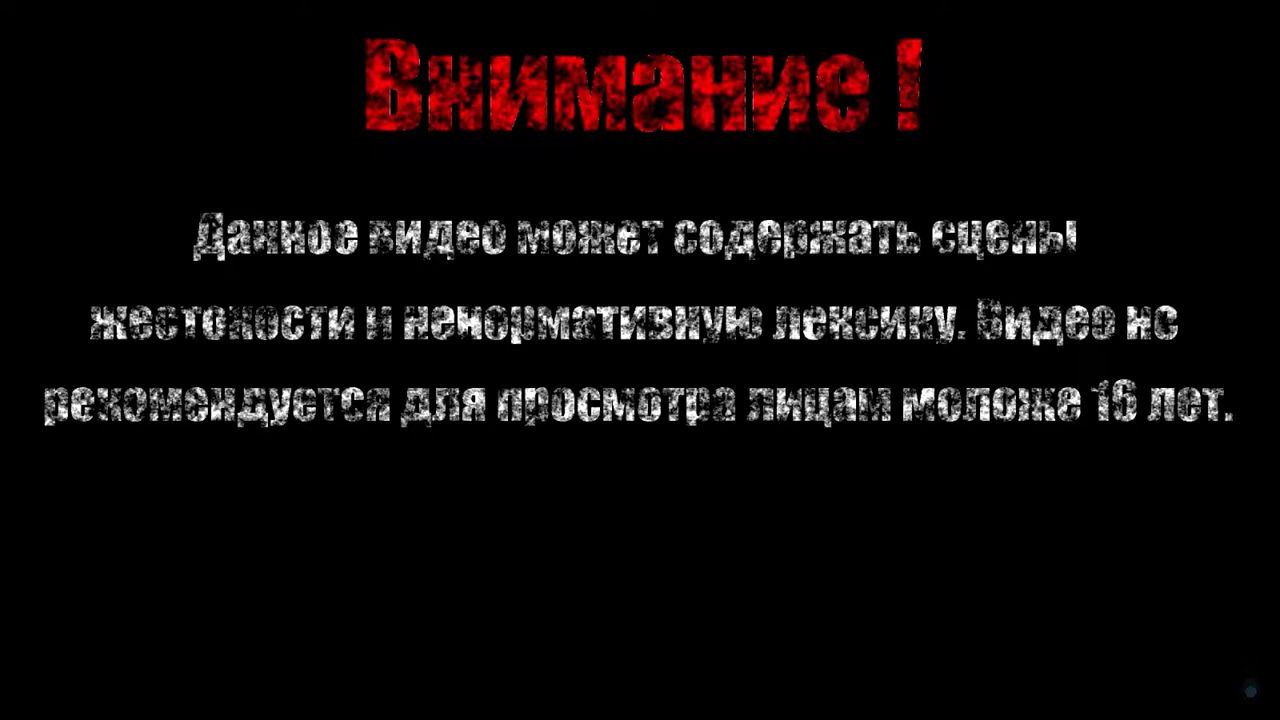 Внимание !
Данное видео может содержать сцены
жестокости и ненормативную лексику. Видео не
рекомендуется для просмотра лицам моложе 16 лет.